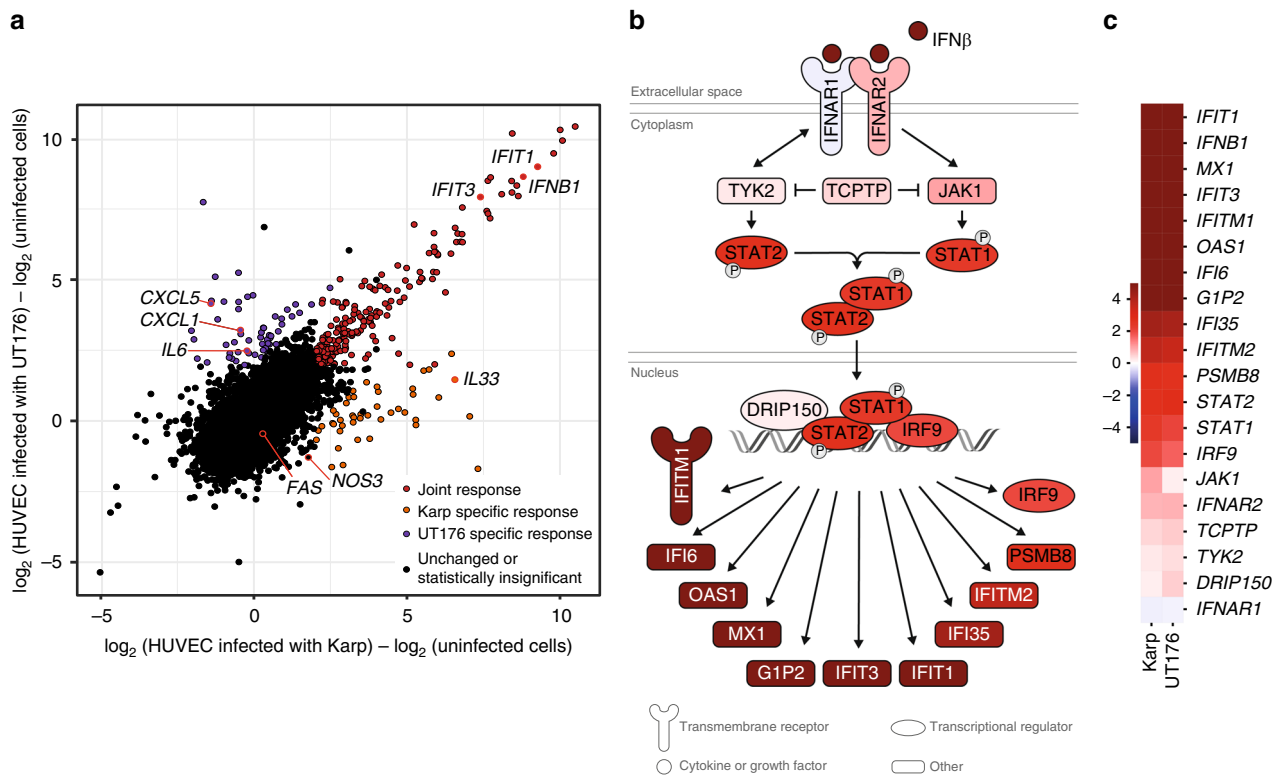 a
log2 (HUVEC infected with UT176) – log2 (uninfected cells)
10
5
0
−5
−5
0
5
10
log2 (HUVEC infected with Karp) – log2 (uninfected cells)
IFIT1
IFIT3
IFNB1
CXCL5
CXCL1
IL6
IL33
FAS
NOS3
Joint response
Karp specific response
UT176 specific response
Unchanged or
statistically insignificant
b
IFNβ
IFNAR1
IFNAR2
Extracellular space
Cytoplasm
TYK2
TCPTP
JAK1
STAT2
P
STAT1
P
STAT1
P
STAT2
P
Nucleus
DRIP150
STAT1
P
STAT2
P
IRF9
IFITM1
IFI6
OAS1
MX1
G1P2
IFIT3
IFIT1
IFI35
IFITM2
PSMB8
IRF9
Transmembrane receptor
Transcriptional regulator
Cytokine or growth factor
Other
c
4
2
0
−2
−4
IFIT1
IFNB1
MX1
IFIT3
IFITM1
OAS1
IFI6
G1P2
IFI35
IFITM2
PSMB8
STAT2
STAT1
IRF9
JAK1
IFNAR2
TCPTP
TYK2
DRIP150
IFNAR1
Karp
UT176